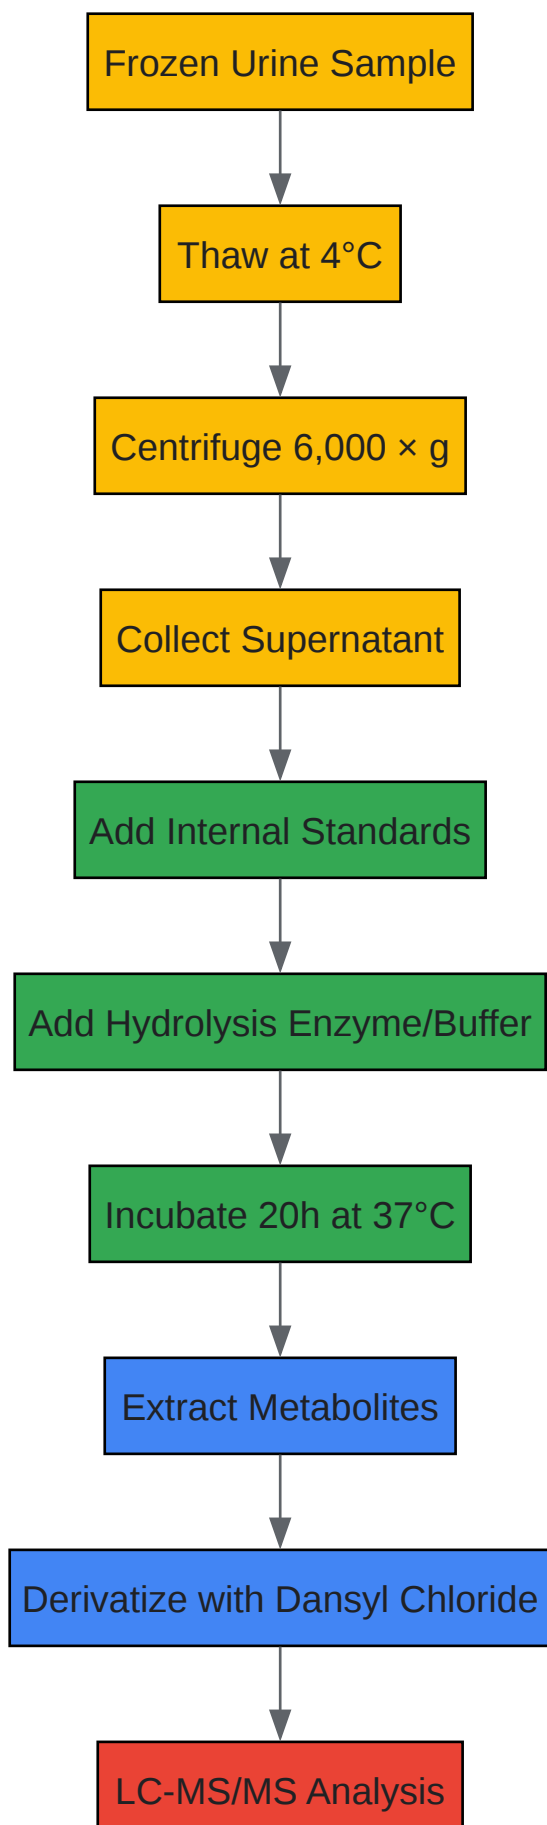 Frozen Urine Sample
Thaw at 4°C
Centrifuge 6,000 × g
Collect Supernatant
Add Internal Standards
Add Hydrolysis Enzyme/Buffer
Incubate 20h at 37°C
Extract Metabolites
Derivatize with Dansyl Chloride
LC-MS/MS Analysis